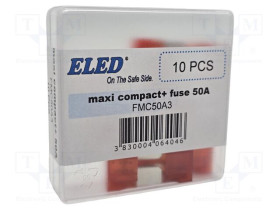 ELED
On The Safe Side.
10 PCS
maxi compact+ fuse 50A
FMC50A3
3 830004 064046